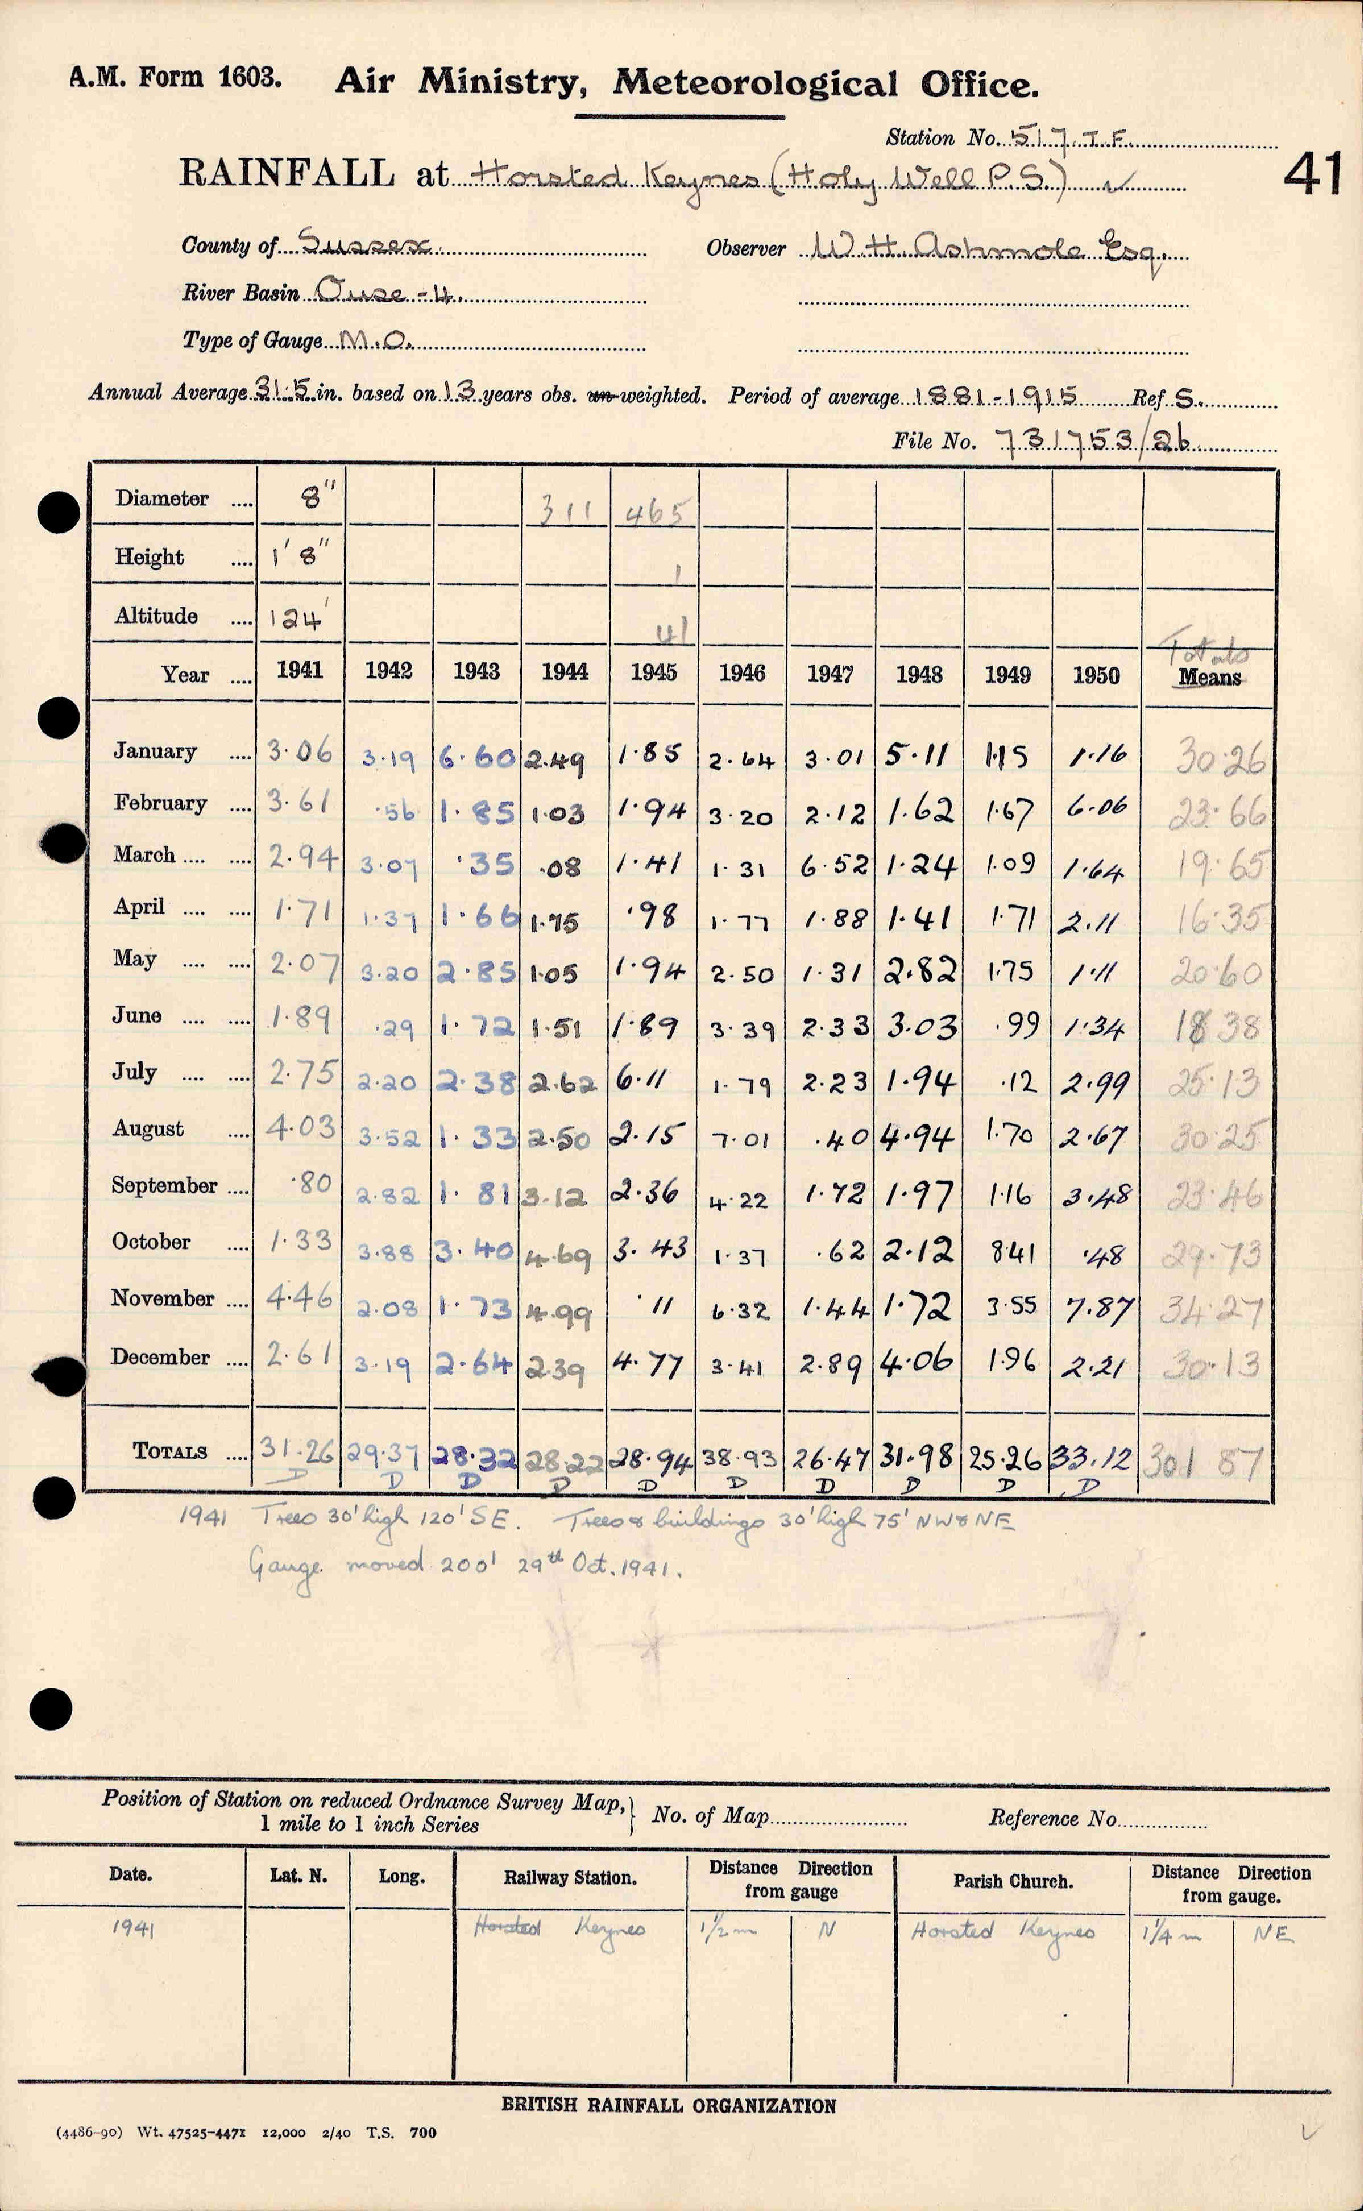 A.M. Form 1603. Air Ministry, Meteorological Office.
Station No. 517. T.F.
41
RAINFALL at Horsted Keynes (Holy Well P.S.) ✓
County of Sussex. Observer W.H. Ashmole Esq.
River Basin Ouse - 4.
Type of Gauge M.O.
Annual Average 31.5 in. based on 13 years obs. un-weighted. Period of average 1881-1915 Ref S.
File No. 731753/26
Diameter .... 8" 311 465
Height .... 1' 8" 1
Altitude .... 124' 41
Totals
Year .... 1941 1942 1943 1944 1945 1946 1947 1948 1949 1950 Means
January .... 3.06 3.19 6.60 2.49 1.85 2.64 3.01 5.11 1.15 1.16 30.26
February .... 3.61 .56 1.85 1.03 1.94 3.20 2.12 1.62 1.67 6.06 23.66
March .... .... 2.94 3.07 .35 .08 1.41 1.31 6.52 1.24 1.09 1.64 19.65
April .... .... 1.71 1.37 1.66 1.75 .98 1.77 1.88 1.41 1.71 2.11 16.35
May .... .... 2.07 3.20 2.85 1.05 1.94 2.50 1.31 2.82 1.75 1.11 20.60
June .... .... 1.89 .29 1.72 1.51 1.89 3.39 2.33 3.03 .99 1.34 18.38
July .... .... 2.75 2.20 2.38 2.62 6.11 1.79 2.23 1.94 .12 2.99 25.13
August .... 4.03 3.52 1.33 2.50 2.15 7.01 .40 4.94 1.70 2.67 30.25
September .... .80 2.82 1.81 3.12 2.36 4.22 1.72 1.97 1.16 3.48 23.46
October .... 1.33 3.88 3.40 4.69 3.43 1.37 .62 2.12 8.41 .48 29.73
November .... 4.46 2.08 1.73 4.99 .11 6.32 1.44 1.72 3.55 7.87 34.27
December .... 2.61 3.19 2.64 2.39 4.77 3.41 2.89 4.06 1.96 2.21 30.13
TOTALS .... 31.26 29.37 28.32 28.22 28.94 38.93 26.47 31.98 25.26 33.12 301 87
D D D D D D D D D D
1941 Trees 30' high 120' SE. Trees & buildings 30' high 75' NW & NE
Gauge moved 200' 29th Oct. 1941.
Position of Station on reduced Ordnance Survey Map, 1 mile to 1 inch Series } No. of Map Reference No.
Date. Lat. N. Long. Railway Station. Distance Direction from gauge Parish Church. Distance Direction from gauge.
1941 Horsted Keynes 1½ m N Horsted Keynes 1¼ m NE
BRITISH RAINFALL ORGANIZATION
(4486-90) Wt. 47525-4471 12,000 2/40 T.S. 700
✓